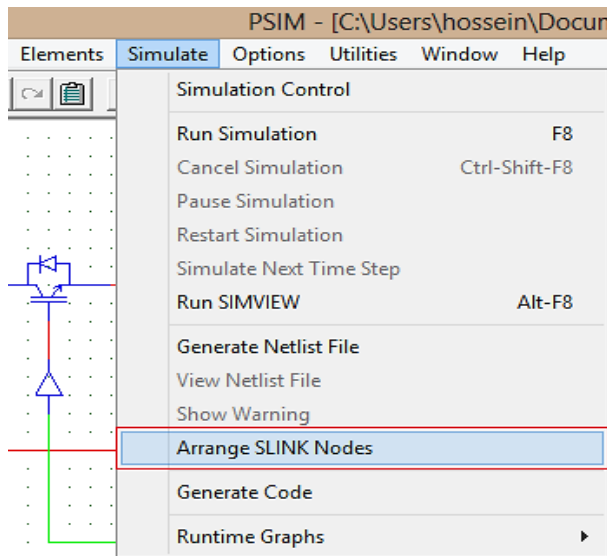 PSIM - [C:\Users\hossein\Docum
Elements Simulate Options Utilities Window Help
Simulation Control
Run Simulation F8
Cancel Simulation Ctrl-Shift-F8
Pause Simulation
Restart Simulation
Simulate Next Time Step
Run SIMVIEW Alt-F8
Generate Netlist File
View Netlist File
Show Warning
Arrange SLINK Nodes
Generate Code
Runtime Graphs